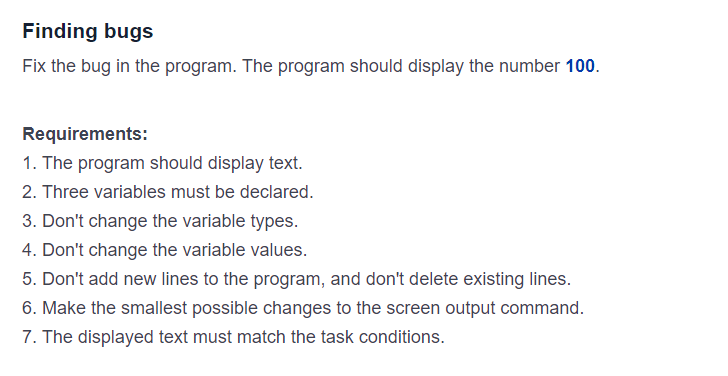 Finding bugs
Fix the bug in the program. The program should display the number 100.
Requirements:
1. The program should display text.
2. Three variables must be declared.
3. Don't change the variable types.
4. Don't change the variable values.
5. Don't add new lines to the program, and don't delete existing lines.
6. Make the smallest possible changes to the screen output command.
7. The displayed text must match the task conditions.